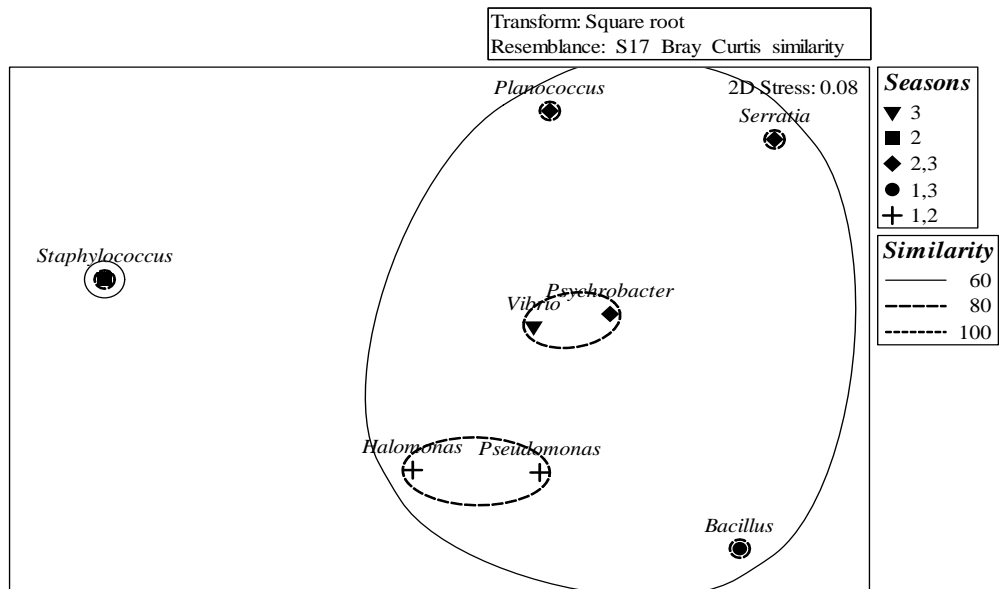 Transform: Square root
Resemblance: S17 Bray Curtis similarity
2D Stress: 0.08
Planococcus
Serratia
Staphylococcus
Psychrobacter
Vibrio
Halomonas
Pseudomonas
Bacillus
Seasons
3
2
2,3
1,3
1,2
Similarity
60
80
100